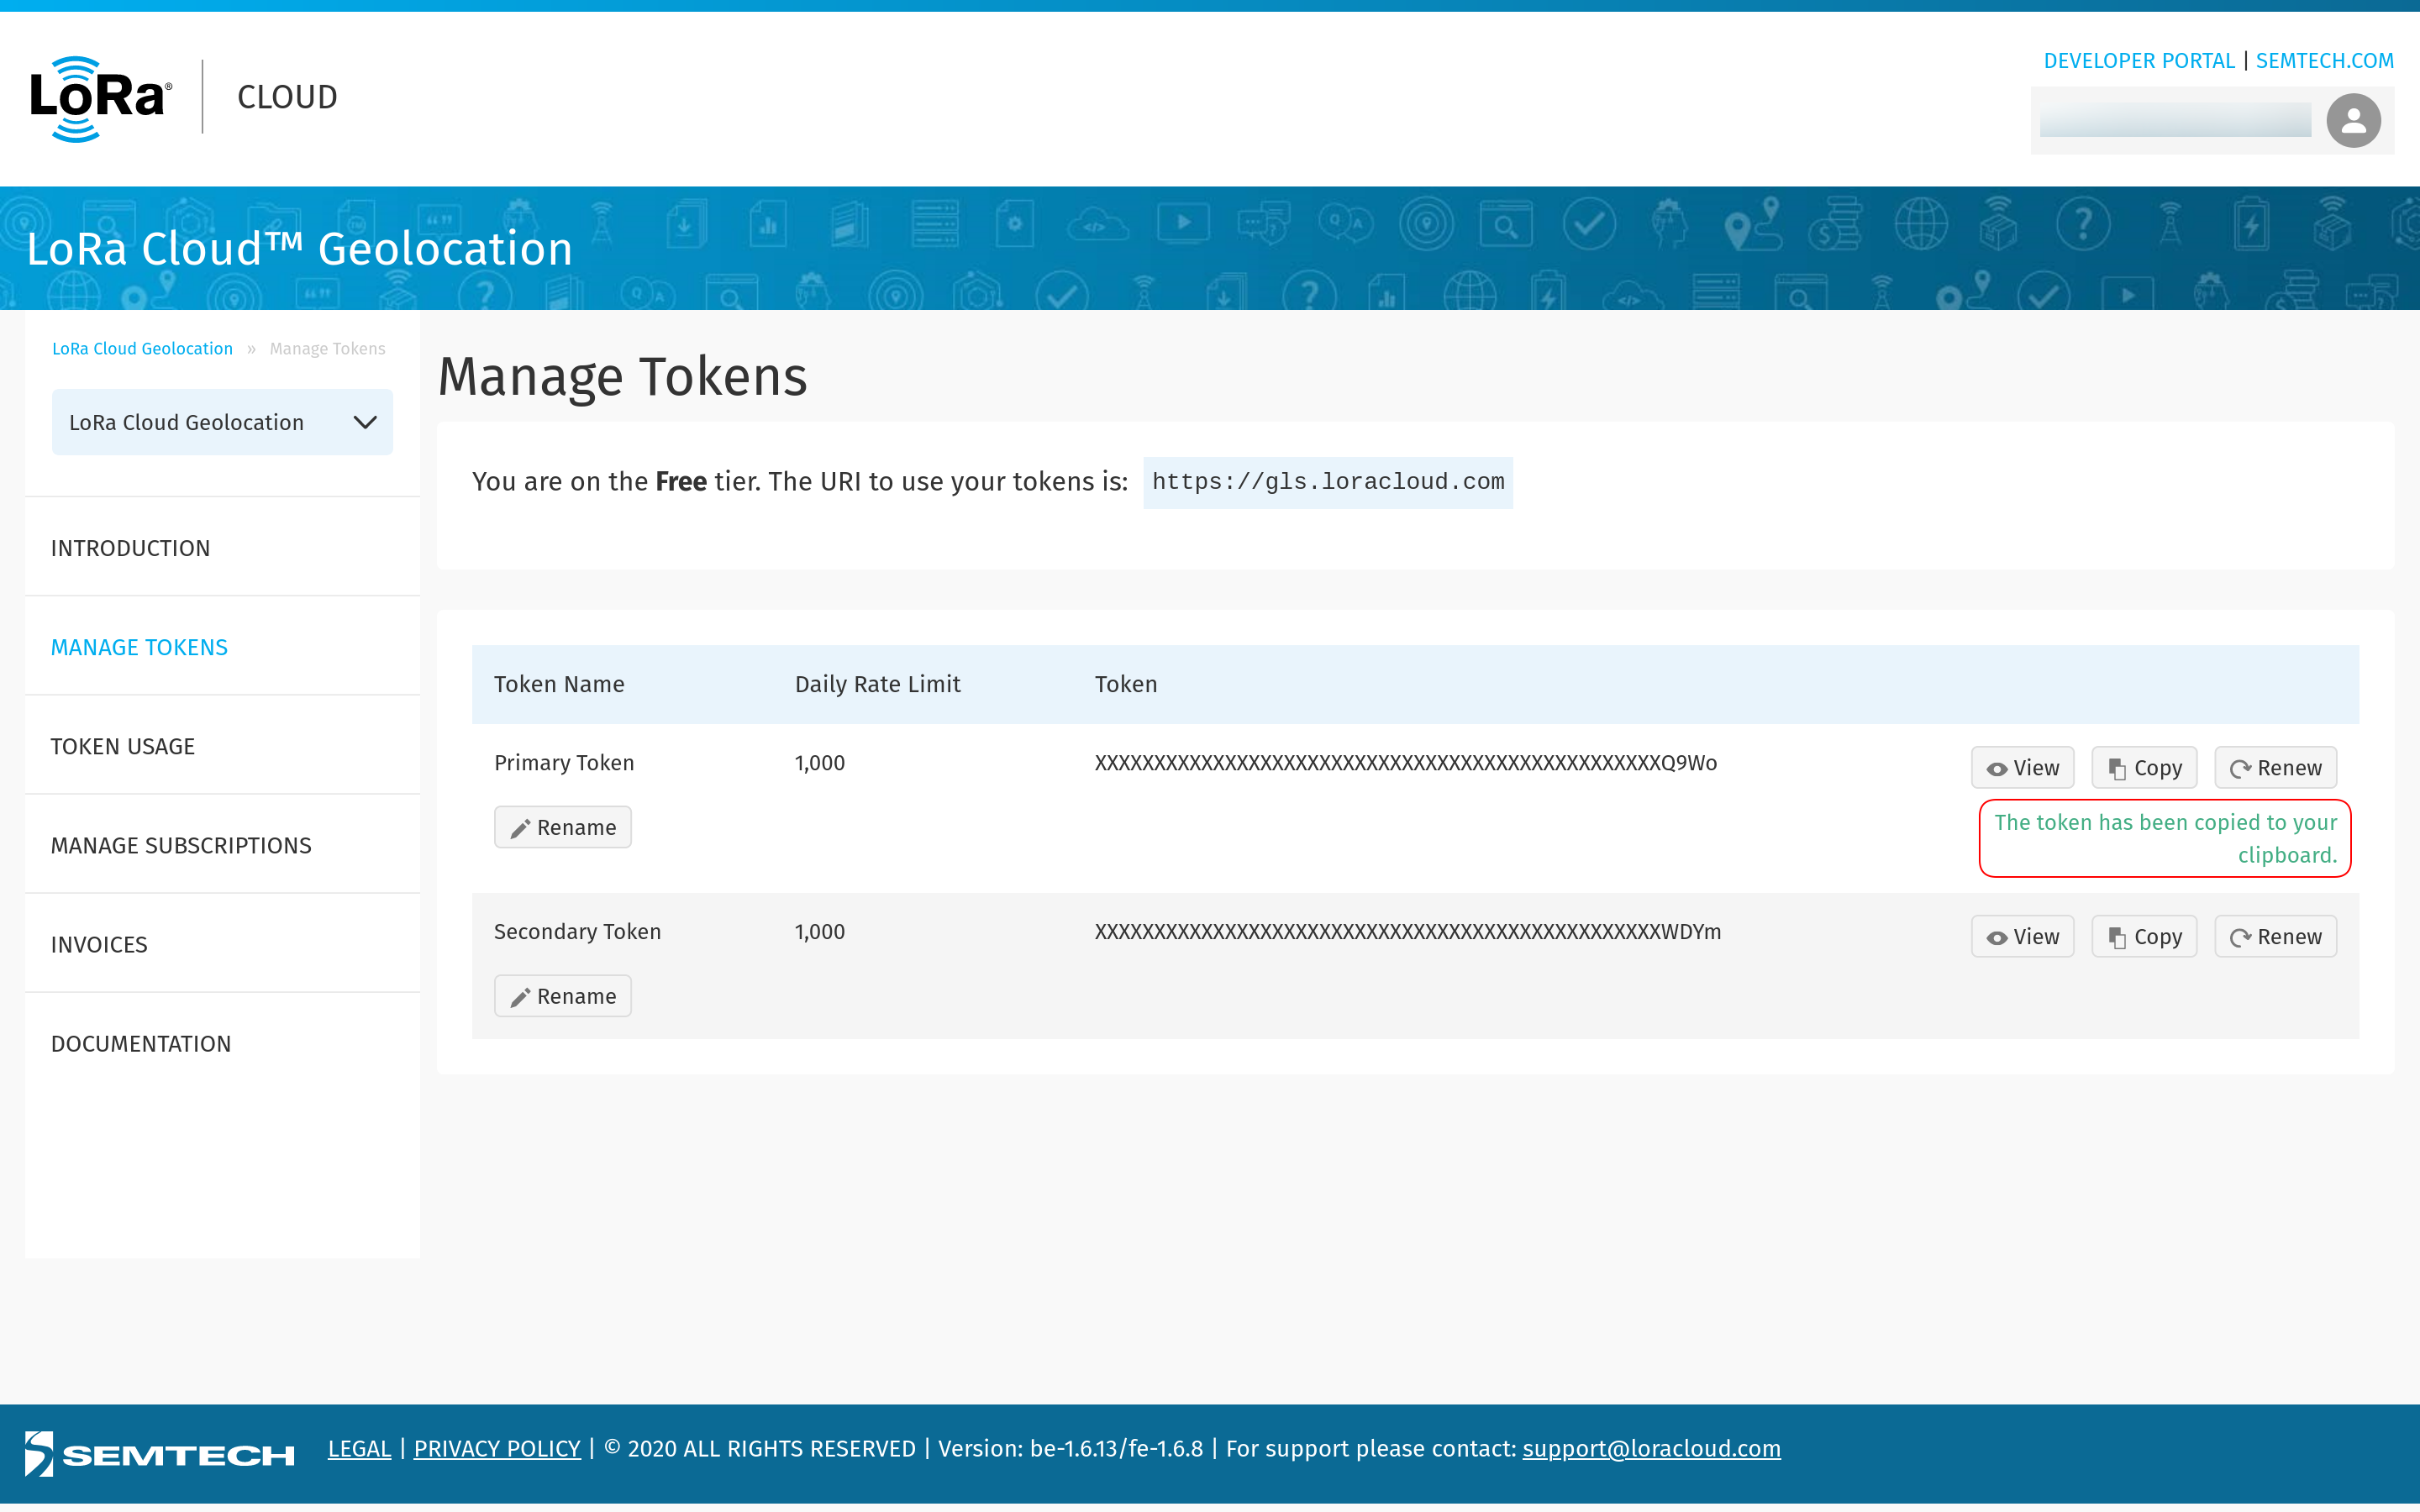 LoRa®
CLOUD
DEVELOPER PORTAL | SEMTECH.COM
LoRa Cloud™ Geolocation
LoRa Cloud Geolocation » Manage Tokens
LoRa Cloud Geolocation
INTRODUCTION
MANAGE TOKENS
TOKEN USAGE
MANAGE SUBSCRIPTIONS
INVOICES
DOCUMENTATION
Manage Tokens
You are on the Free tier. The URI to use your tokens is: https://gls.loracloud.com
Token Name Daily Rate Limit Token
Primary Token 1,000 XXXXXXXXXXXXXXXXXXXXXXXXXXXXXXXXXXXXXXXXXXXXXXXXQ9Wo View Copy Renew
Rename
The token has been copied to your
clipboard.
Secondary Token 1,000 XXXXXXXXXXXXXXXXXXXXXXXXXXXXXXXXXXXXXXXXXXXXXXXXWDYm View Copy Renew
Rename
SEMTECH
LEGAL | PRIVACY POLICY | © 2020 ALL RIGHTS RESERVED | Version: be-1.6.13/fe-1.6.8 | For support please contact: support@loracloud.com